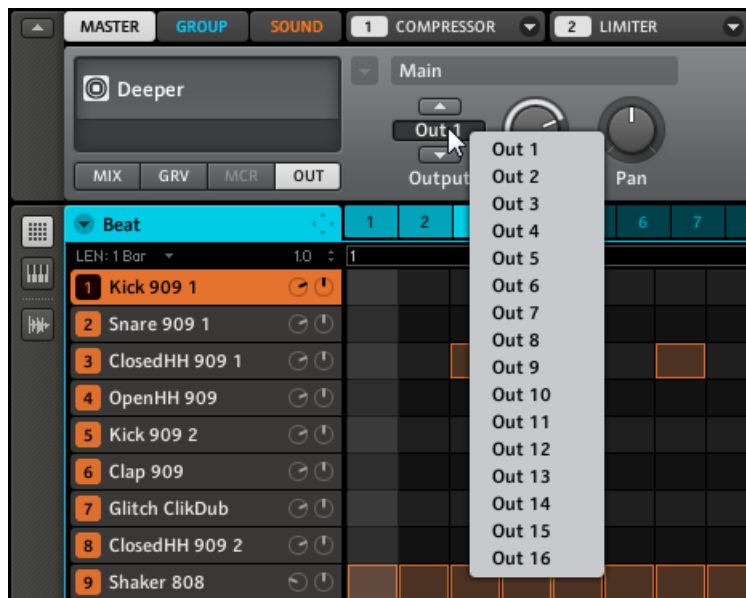 MASTER GROUP SOUND 1 COMPRESSOR 2 LIMITER
Deeper
Main
Out 1
Output
Pan
MIX GRV MCR OUT
Out 1
Out 2
Out 3
Out 4
Out 5
Out 6
Out 7
Out 8
Out 9
Out 10
Out 11
Out 12
Out 13
Out 14
Out 15
Out 16
Beat 1 2 6 7
LEN: 1 Bar 1.0 1
1 Kick 909 1
2 Snare 909 1
3 ClosedHH 909 1
4 OpenHH 909
5 Kick 909 2
6 Clap 909
7 Glitch ClikDub
8 ClosedHH 909 2
9 Shaker 808